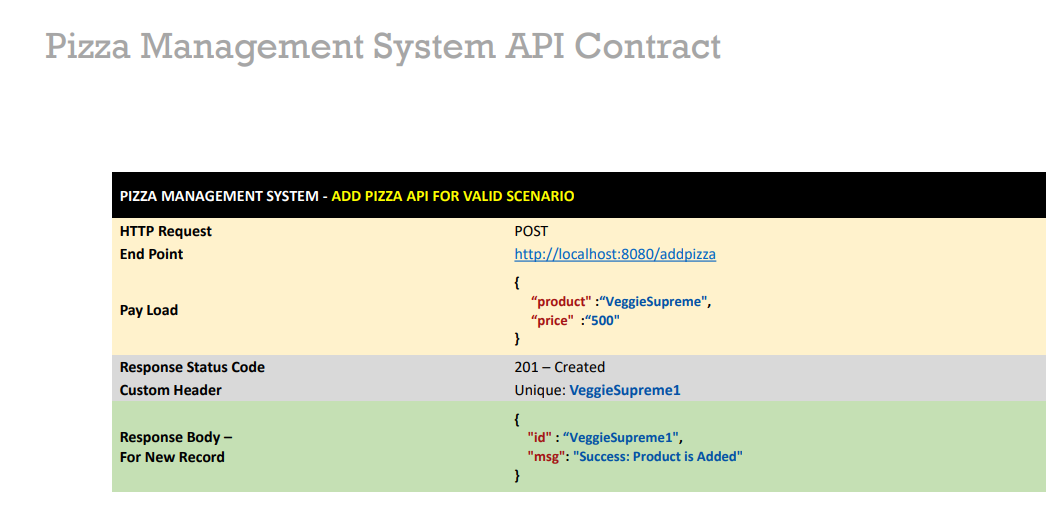 Pizza Management System API Contract
PIZZA MANAGEMENT SYSTEM - ADD PIZZA API FOR VALID SCENARIO
HTTP Request POST
End Point http://localhost:8080/addpizza
Pay Load
{
“product" :“VeggieSupreme",
“price" :“500"
}
Response Status Code 201 – Created
Custom Header Unique: VeggieSupreme1
Response Body –
For New Record
{
"id" : “VeggieSupreme1",
"msg": "Success: Product is Added"
}